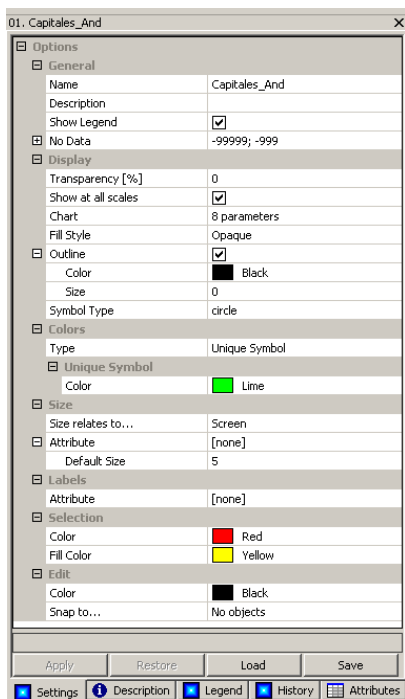 01. Capitales_And
Options
General
Name Capitales_And
Description
Show Legend
No Data -99999; -999
Display
Transparency [%] 0
Show at all scales
Chart 8 parameters
Fill Style Opaque
Outline
Color Black
Size 0
Symbol Type circle
Colors
Type Unique Symbol
Unique Symbol
Color Lime
Size
Size relates to... Screen
Attribute [none]
Default Size 5
Labels
Attribute [none]
Selection
Color Red
Fill Color Yellow
Edit
Color Black
Snap to... No objects
Apply Restore Load Save
Settings Description Legend History Attributes